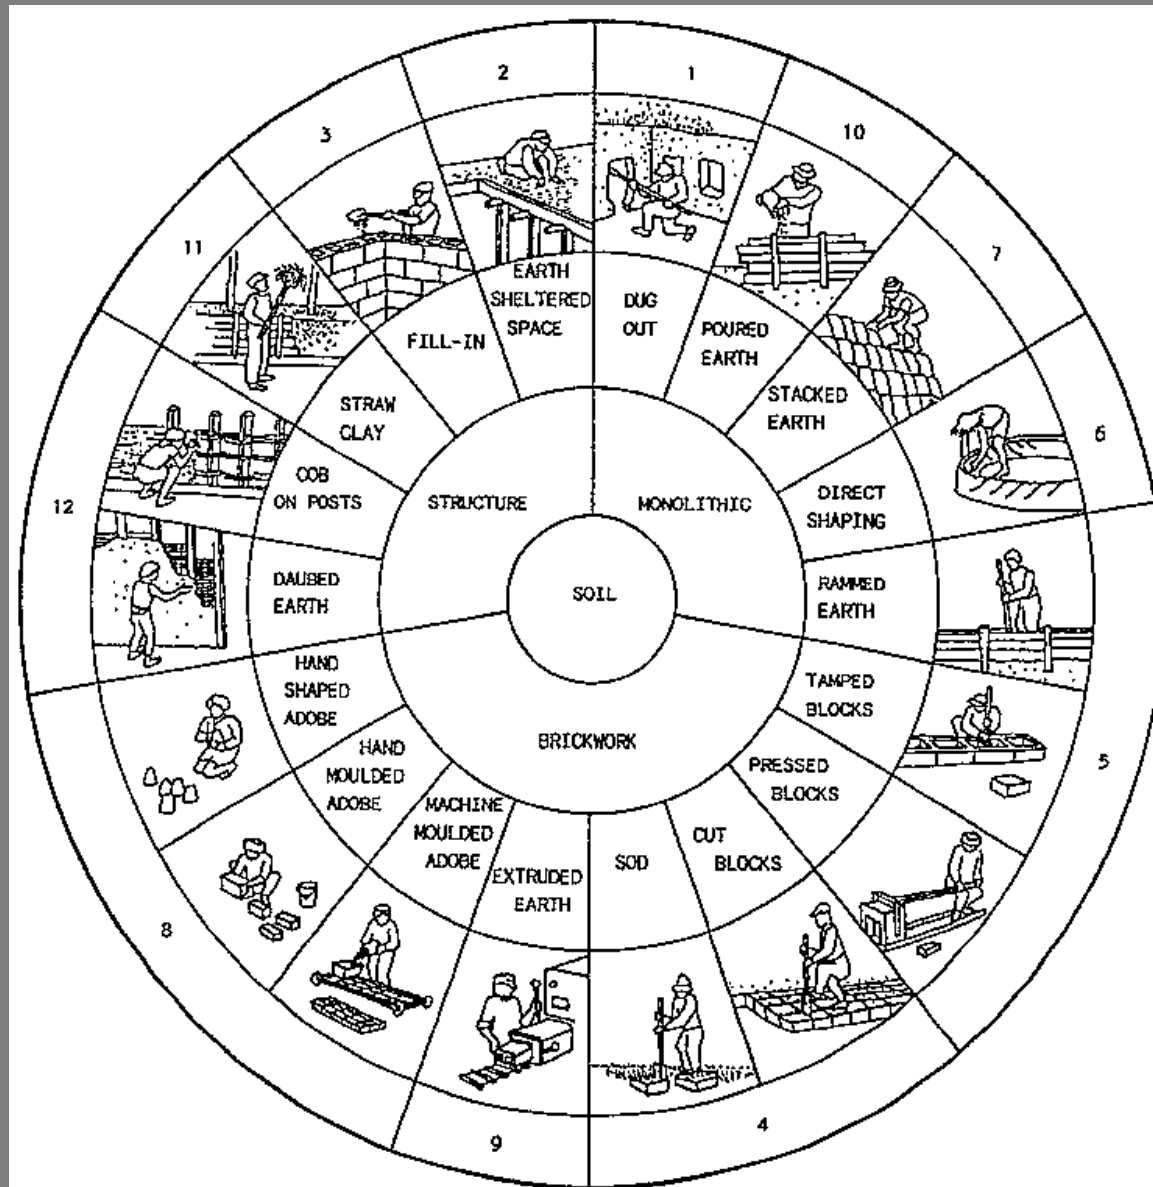 2
1
3
10
11
7
EARTH
SHELTERED
SPACE
DUG
OUT
FILL-IN
POURED
EARTH
STRAW
CLAY
STACKED
EARTH
6
COB
ON POSTS
STRUCTURE
MONOLITHIC
DIRECT
SHAPING
12
SOIL
DAUBED
EARTH
RAMMED
EARTH
HAND
SHAPED
ADOBE
TAMPED
BLOCKS
BRICKWORK
HAND
MOULDED
ADOBE
PRESSED
BLOCKS
5
MACHINE
MOULDED
ADOBE
CUT
BLOCKS
EXTRUDED
EARTH
SOD
8
9
4